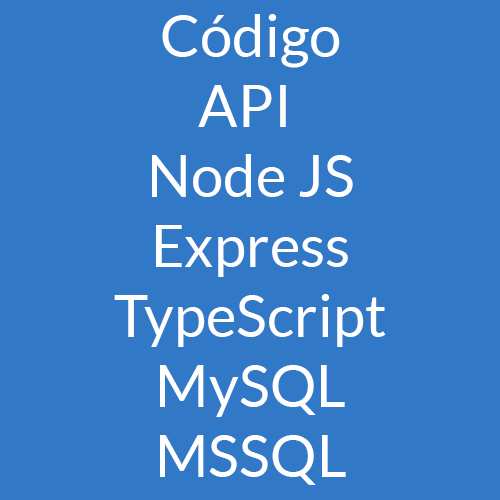 Código
API
Node JS
Express
TypeScript
MySQL
MSSQL